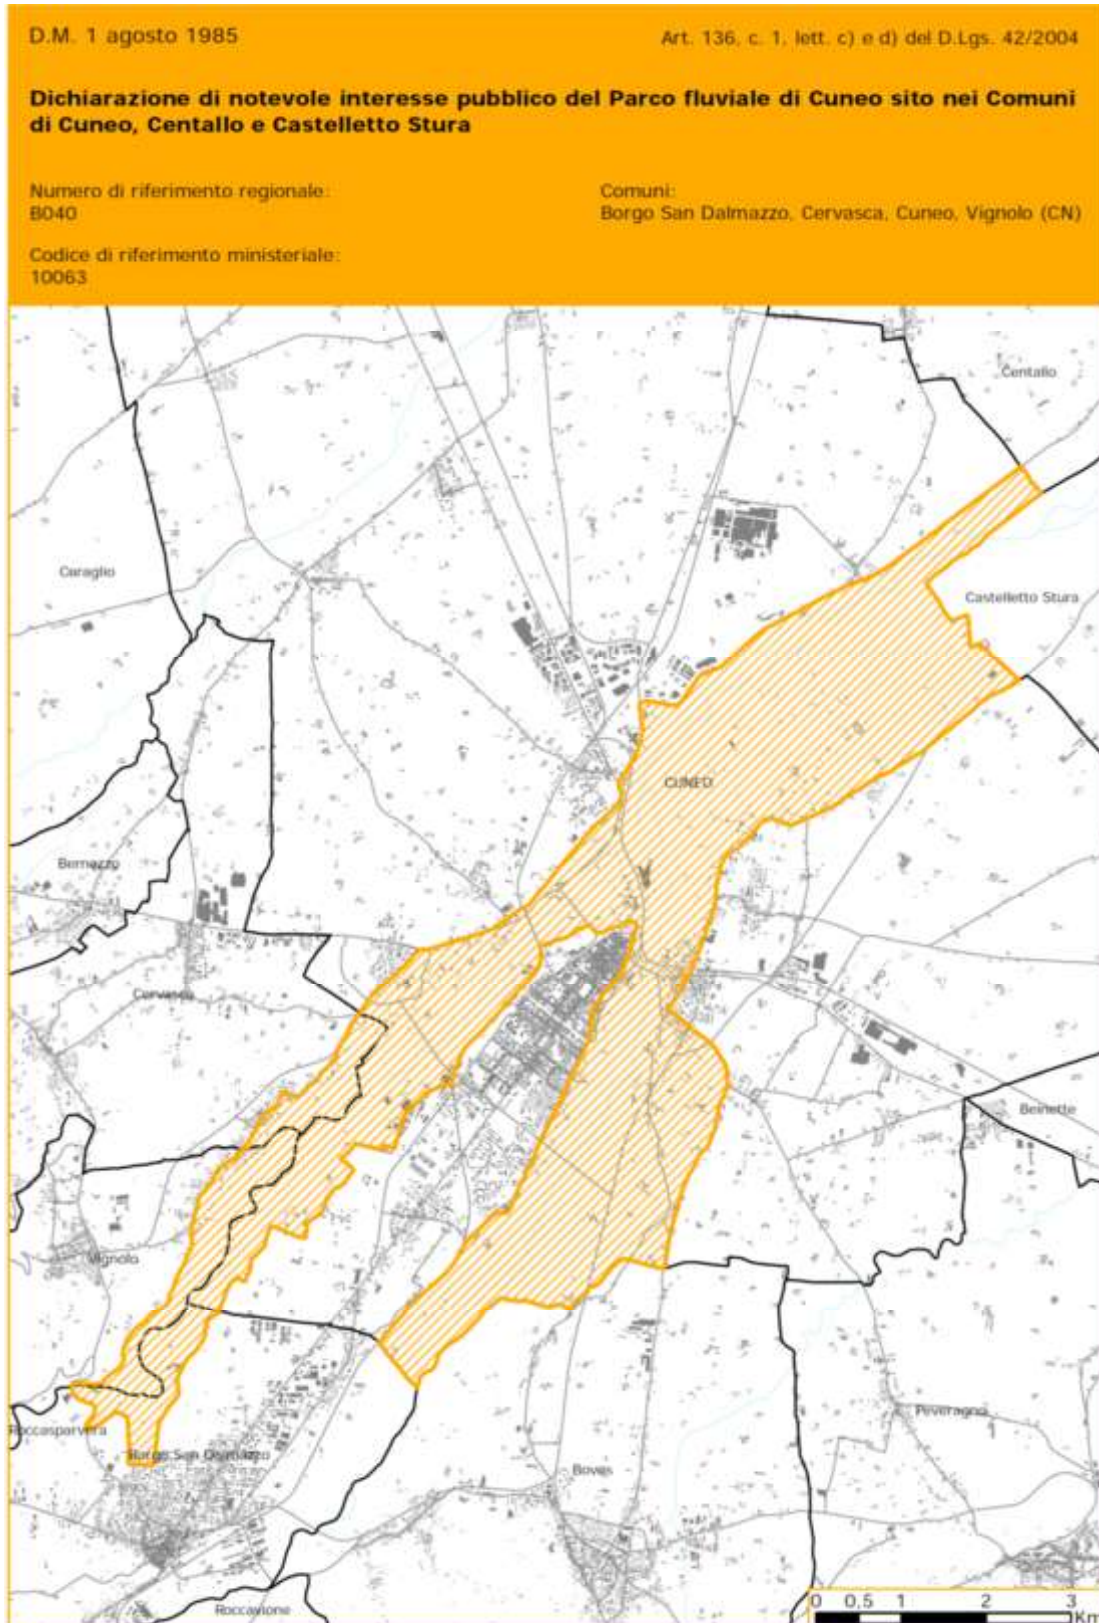 D.M. 1 agosto 1985
Art. 136, c. 1, lett. c) e d) del D.Lgs. 42/2004
Dichiarazione di notevole interesse pubblico del Parco fluviale di Cuneo sito nei Comuni
di Cuneo, Centallo e Castelletto Stura
Numero di riferimento regionale:
B040
Comuni:
Borgo San Dalmazzo, Cervasca, Cuneo, Vignolo (CN)
Codice di riferimento ministeriale:
10063
Centallo
Caraglio
Castelletto Stura
CUNEO
Bernezzo
Cervasca
Beinette
Vignolo
Roccasparvera
Borgo San Dalmazzo
Peveragno
Boves
Roccavione
0 0,5 1 2 3
Km